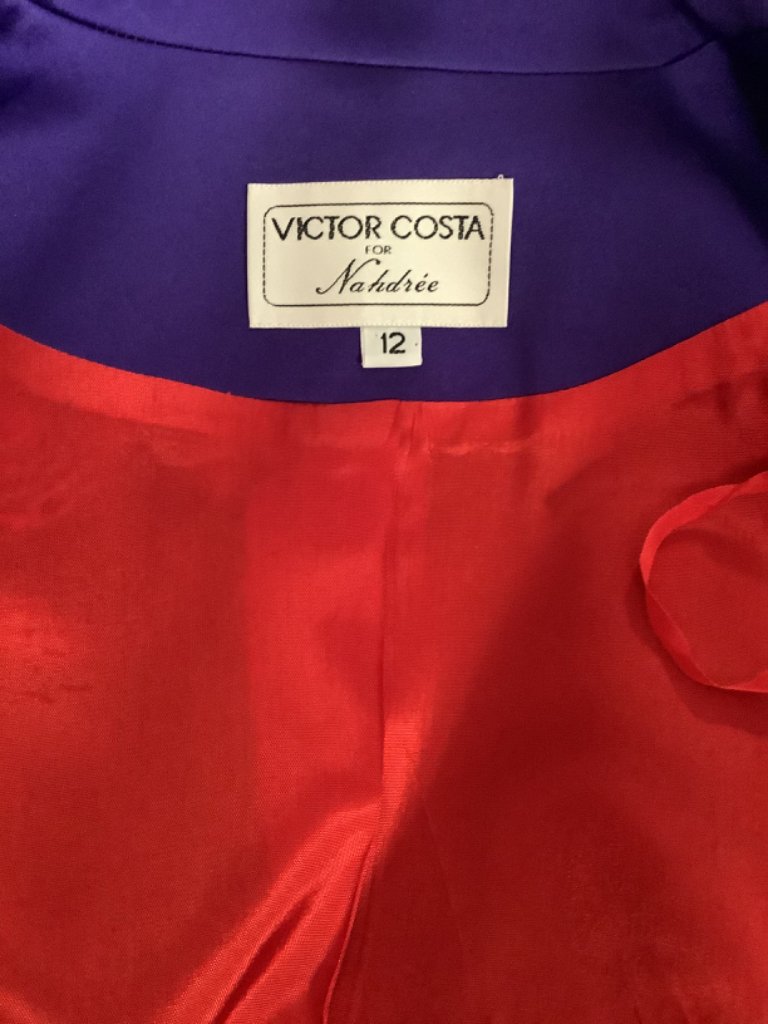 VICTOR COSTA
FOR
Nahdrée
12